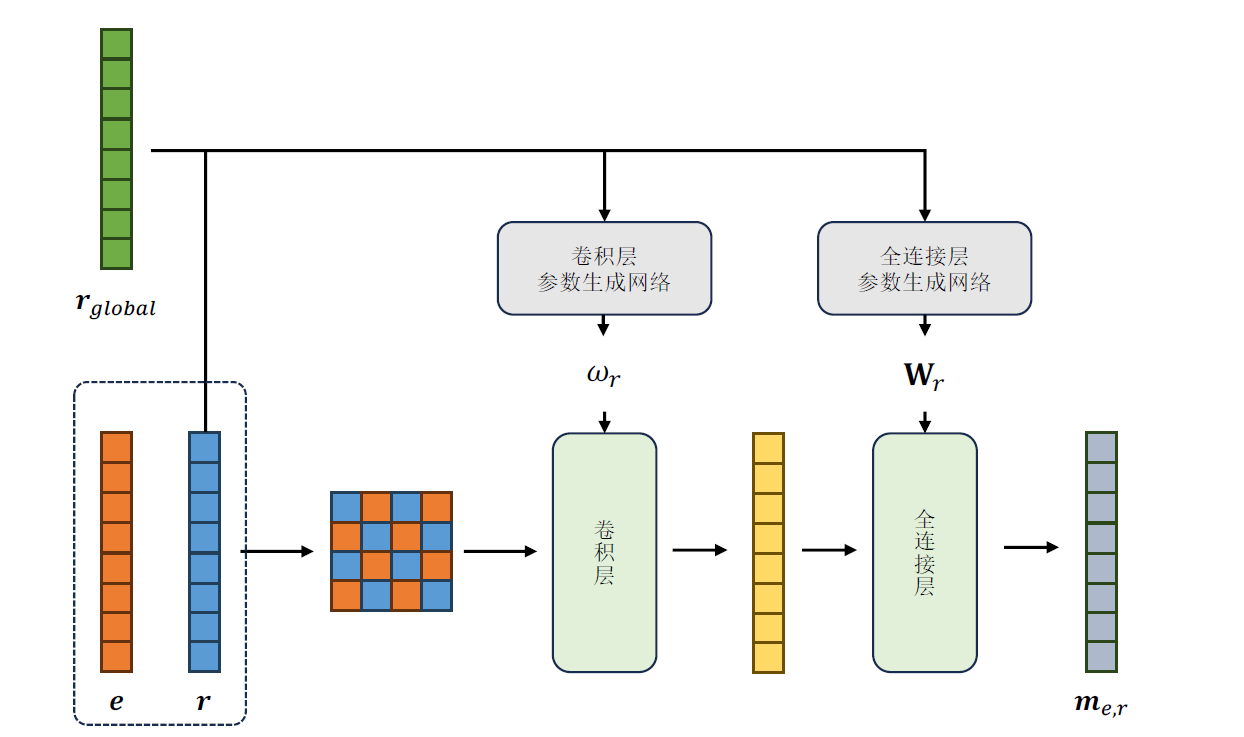 r_global
卷积层
参数生成网络
全连接层
参数生成网络
ω_r
W_r
卷积层
全连接层
e
r
m_e,r